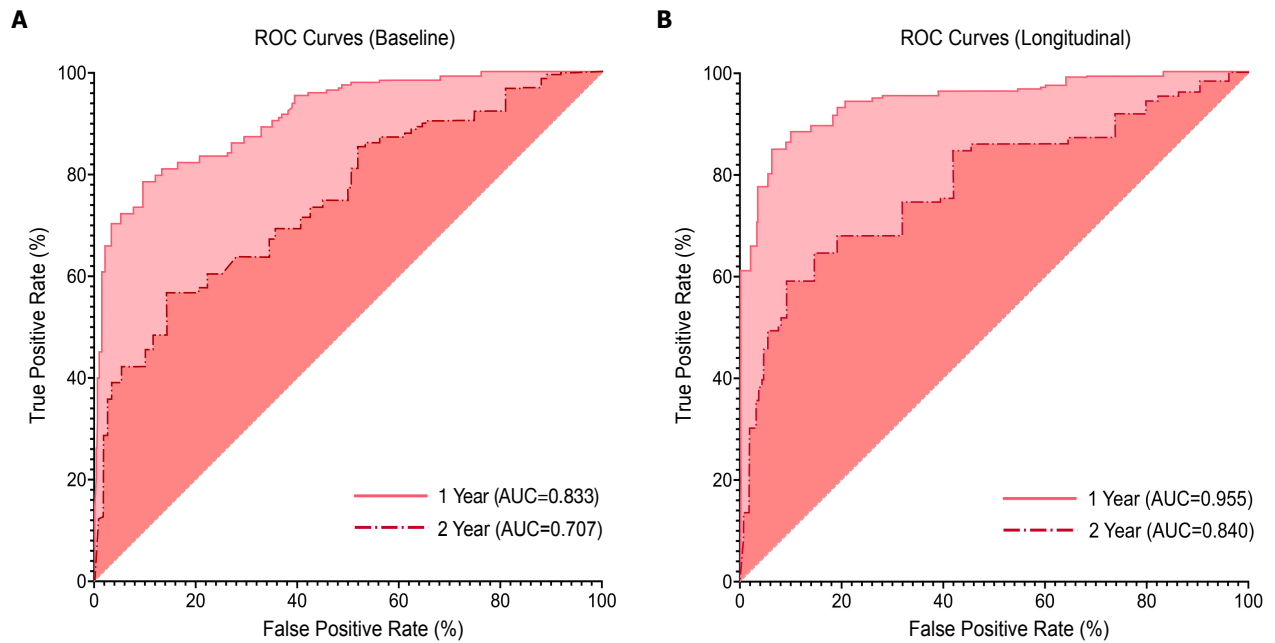 A
ROC Curves (Baseline)
True Positive Rate (%)
100
80
60
40
20
0
0 20 40 60 80 100
False Positive Rate (%)
1 Year (AUC=0.833)
2 Year (AUC=0.707)
B
ROC Curves (Longitudinal)
True Positive Rate (%)
100
80
60
40
20
0
0 20 40 60 80 100
False Positive Rate (%)
1 Year (AUC=0.955)
2 Year (AUC=0.840)